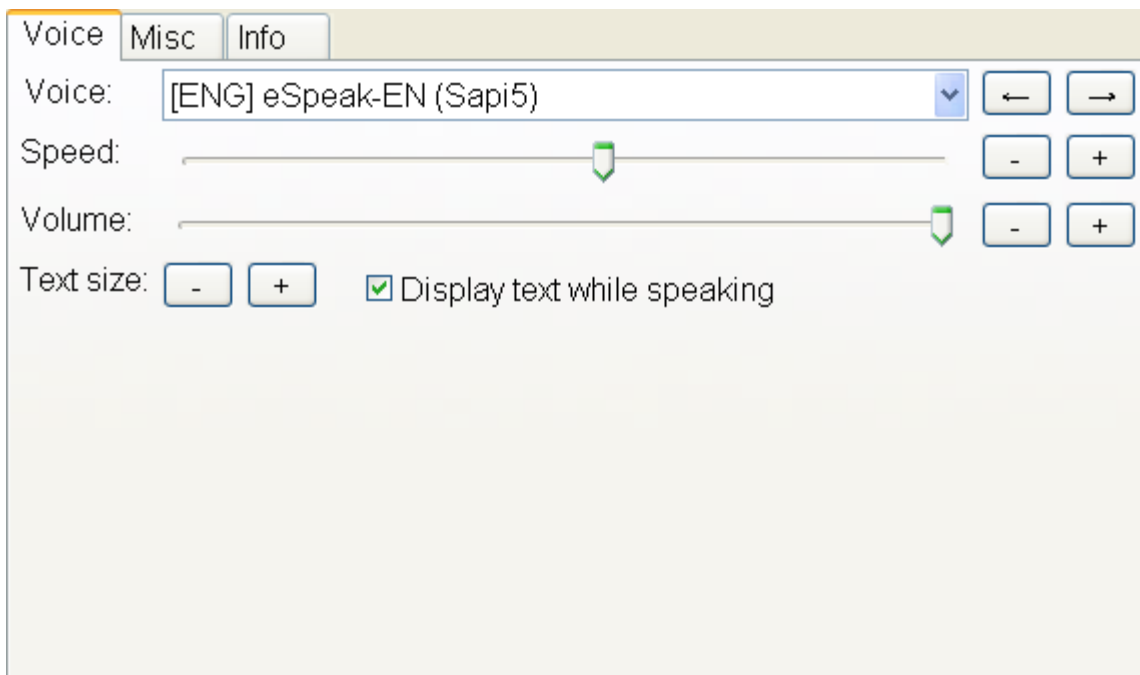 Voice Misc Info
Voice: [ENG] eSpeak-EN (Sapi5) ← →
Speed: - +
Volume: - +
Text size: - + Display text while speaking